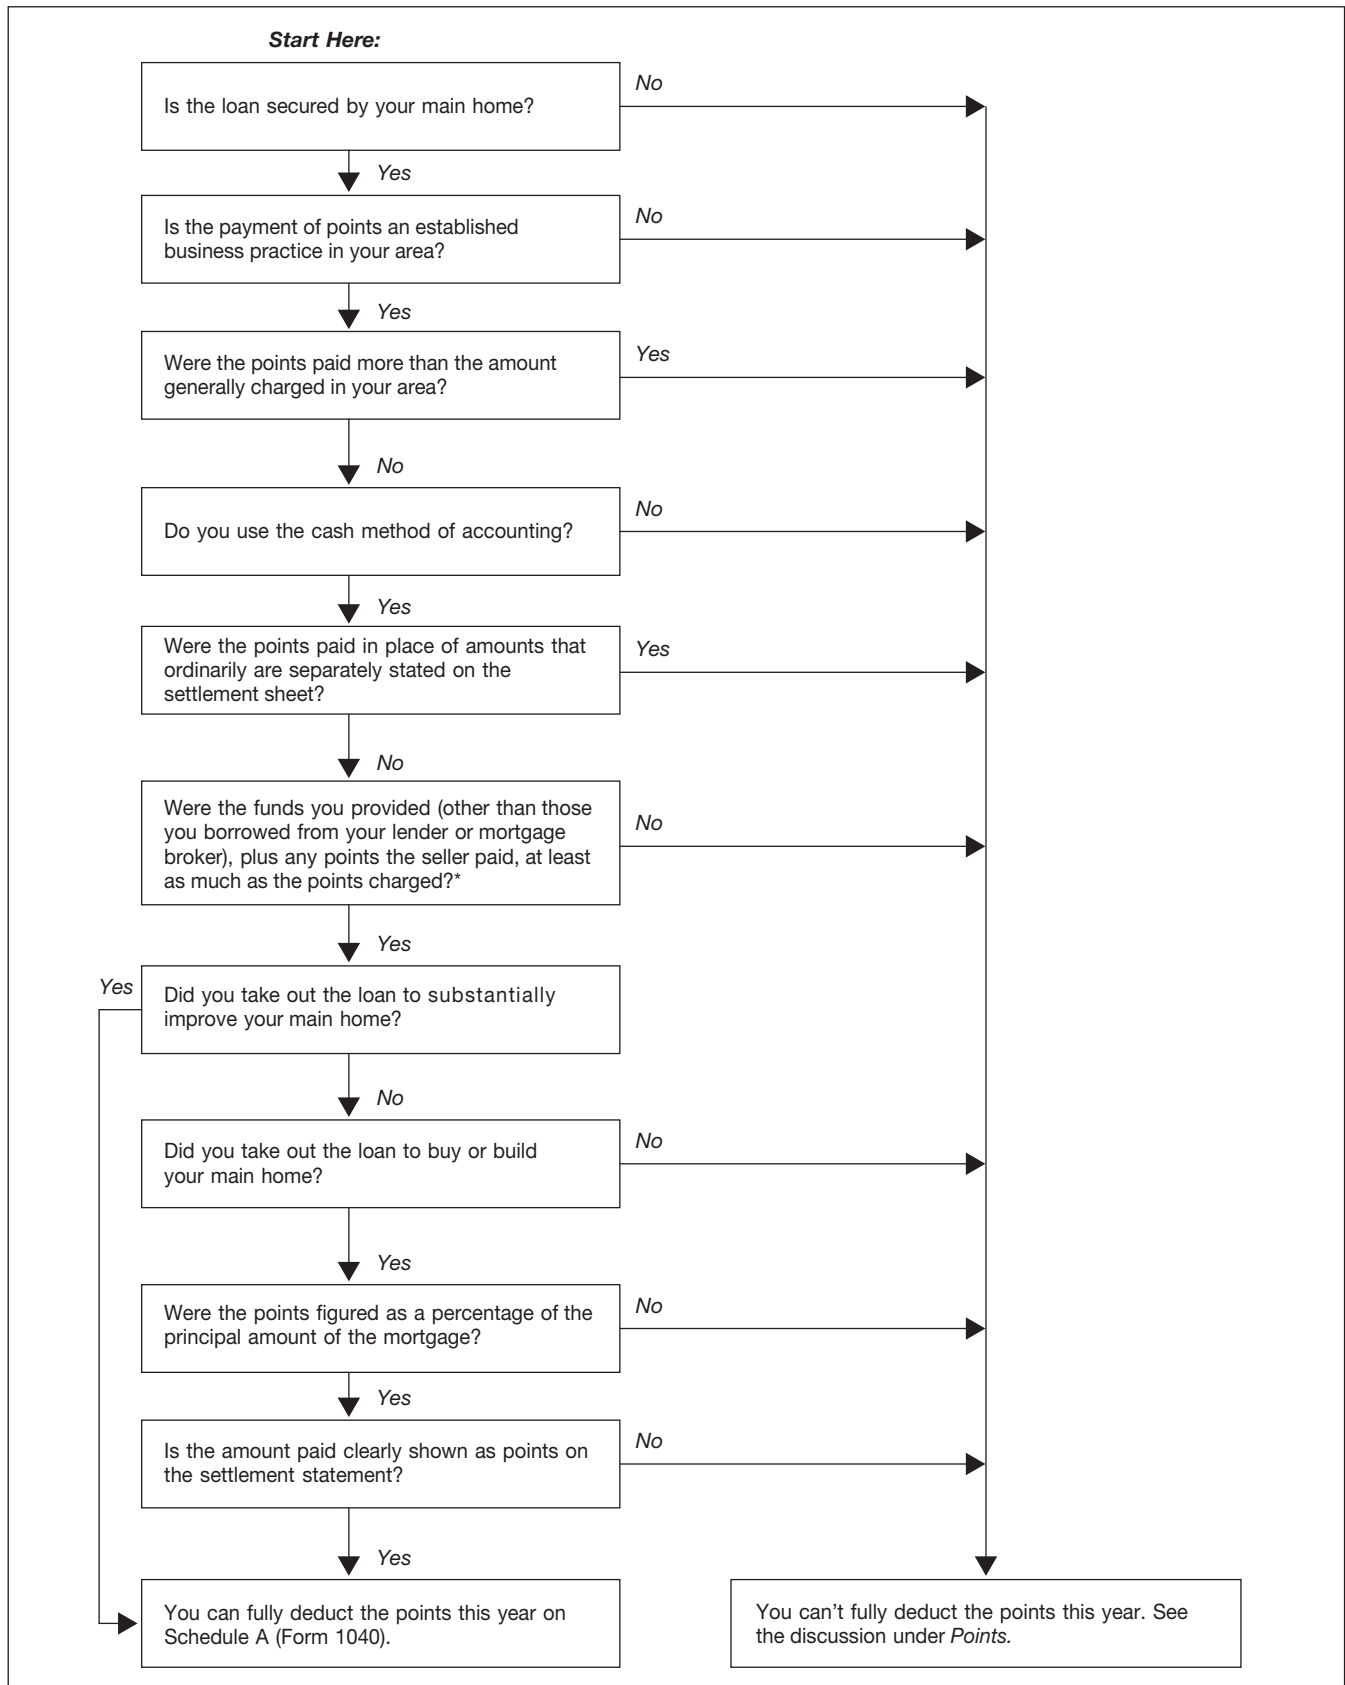 Start Here:
Is the loan secured by your main home?
No
Yes
Is the payment of points an established
business practice in your area?
No
Yes
Were the points paid more than the amount
generally charged in your area?
Yes
No
Do you use the cash method of accounting?
No
Yes
Were the points paid in place of amounts that
ordinarily are separately stated on the
settlement sheet?
Yes
No
Were the funds you provided (other than those
you borrowed from your lender or mortgage
broker), plus any points the seller paid, at least
as much as the points charged?*
No
Yes
Yes
Did you take out the loan to substantially
improve your main home?
No
Did you take out the loan to buy or build
your main home?
No
Yes
Were the points figured as a percentage of the
principal amount of the mortgage?
No
Yes
Is the amount paid clearly shown as points on
the settlement statement?
No
Yes
You can fully deduct the points this year on
Schedule A (Form 1040).
You can’t fully deduct the points this year. See
the discussion under Points.